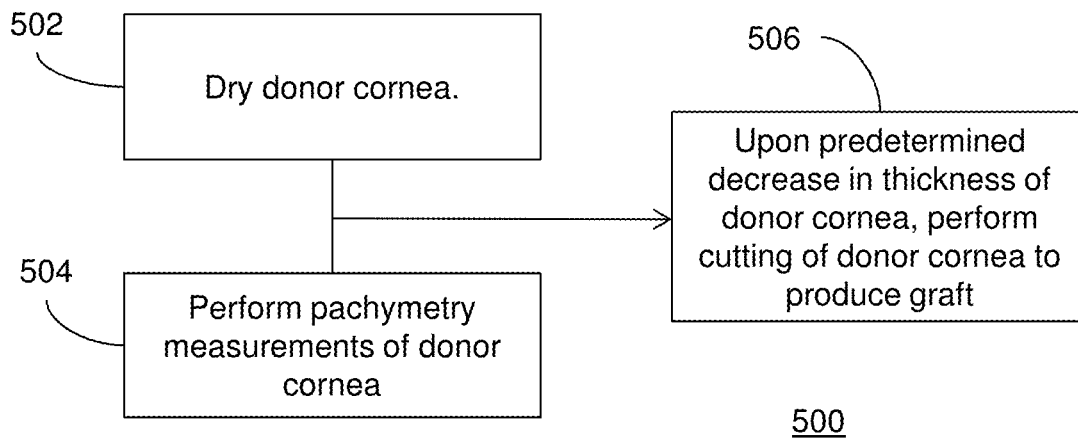 502
Dry donor cornea.
504
Perform pachymetry
measurements of donor
cornea
506
Upon predetermined
decrease in thickness of
donor cornea, perform
cutting of donor cornea to
produce graft
500